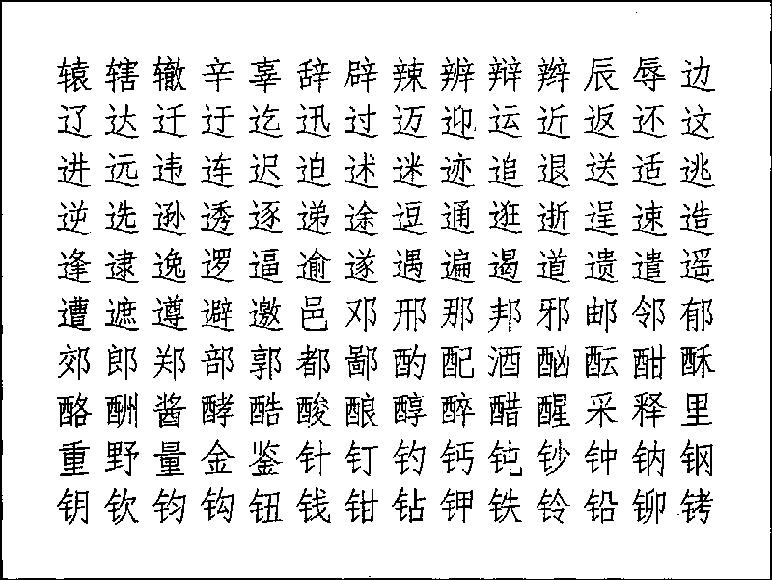 辕辖辙辛辜辞辟辣辨辩辫辰辱边
辽达迁迂迄迅过迈迎运近返还这
进远违连迟迫述迷迹追退送适逃
逆选逊透逐递途逗通逛逝逞速造
逢逮逸逻逼逾遂遇遍遏道遗遣遥
遭遮遵避邀邑邓邢那邦邪邮邻郁
郊郎郑部郭都鄙酌配酒酗酝酣酥
酪酬酱酵酷酸酿醇醉醋醒采释里
重野量金鉴针钉钓钙钝钞钟钠钢
钥钦钧钩钮钱钳钻钾铁铃铅铆铐